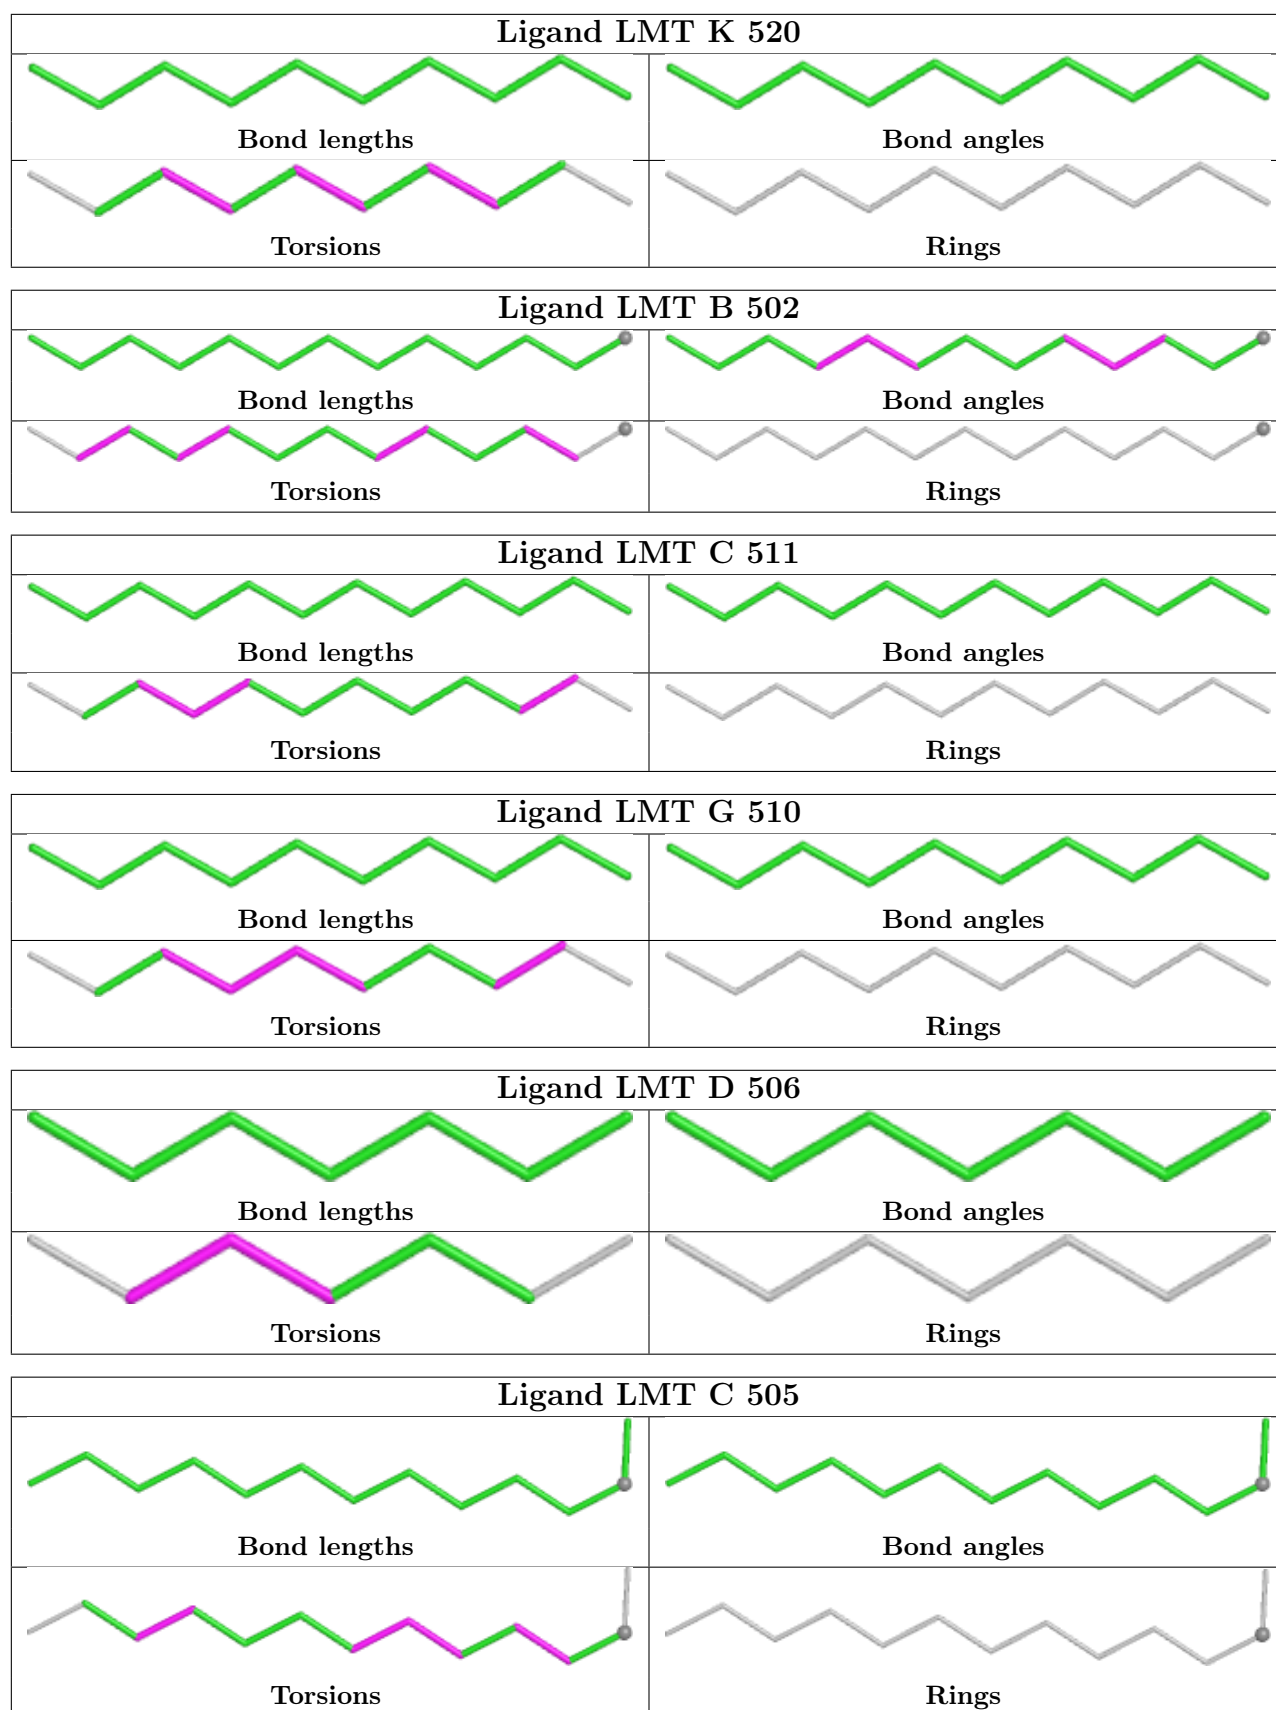 Ligand LMT K 520
Bond lengths
Bond angles
Torsions
Rings
Ligand LMT B 502
Bond lengths
Bond angles
Torsions
Rings
Ligand LMT C 511
Bond lengths
Bond angles
Torsions
Rings
Ligand LMT G 510
Bond lengths
Bond angles
Torsions
Rings
Ligand LMT D 506
Bond lengths
Bond angles
Torsions
Rings
Ligand LMT C 505
Bond lengths
Bond angles
Torsions
Rings